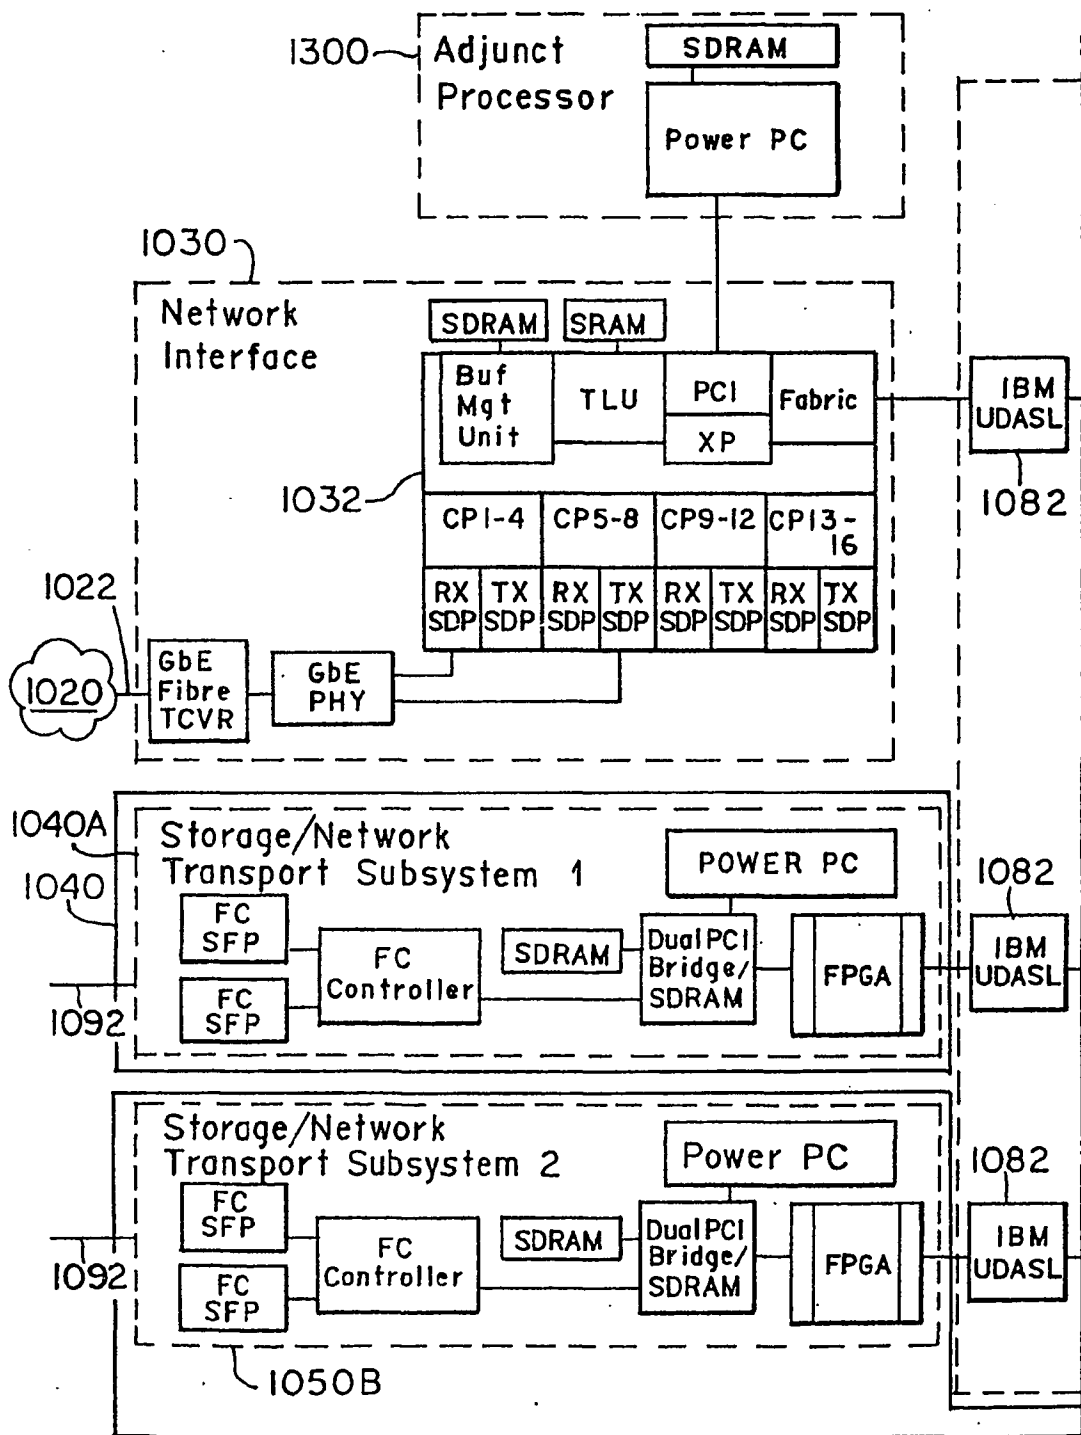 1300
Adjunct
Processor
SDRAM
Power PC
1030
Network
Interface
SDRAM
SRAM
Buf
Mgt
Unit
TLU
PCI
XP
Fabric
IBM
UDASL
1082
1032
CP1-4
CP5-8
CP9-12
CP13-
16
RX
SDP
TX
SDP
RX
SDP
TX
SDP
RX
SDP
TX
SDP
RX
SDP
TX
SDP
1022
1020
GbE
Fibre
TCVR
GbE
PHY
1040A
1040
Storage/Network
Transport Subsystem 1
POWER PC
FC
SFP
FC
SFP
FC
Controller
SDRAM
Dual PCI
Bridge/
SDRAM
FPGA
1082
IBM
UDASL
1092
Storage/Network
Transport Subsystem 2
Power PC
FC
SFP
FC
SFP
FC
Controller
SDRAM
Dual PCI
Bridge/
SDRAM
FPGA
1082
IBM
UDASL
1092
1050B